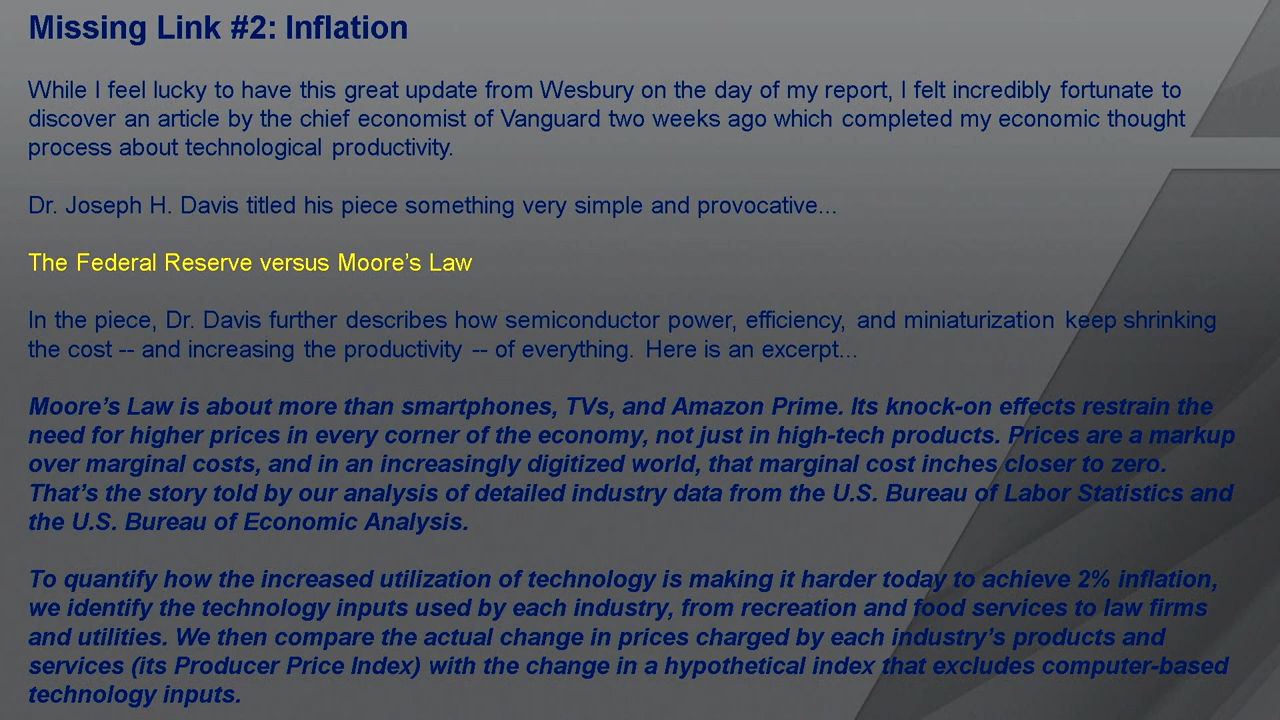 Missing Link #2: Inflation
While I feel lucky to have this great update from Wesbury on the day of my report, I felt incredibly fortunate to
discover an article by the chief economist of Vanguard two weeks ago which completed my economic thought
process about technological productivity.
Dr. Joseph H. Davis titled his piece something very simple and provocative...
The Federal Reserve versus Moore's Law
In the piece, Dr. Davis further describes how semiconductor power, efficiency, and miniaturization keep shrinking
the cost -- and increasing the productivity -- of everything. Here is an excerpt...
Moore's Law is about more than smartphones, TVs, and Amazon Prime. Its knock-on effects restrain the
need for higher prices in every corner of the economy, not just in high-tech products. Prices are a markup
over marginal costs, and in an increasingly digitized world, that marginal cost inches closer to zero.
That's the story told by our analysis of detailed industry data from the U.S. Bureau of Labor Statistics and
the U.S. Bureau of Economic Analysis.
To quantify how the increased utilization of technology is making it harder today to achieve 2% inflation,
we identify the technology inputs used by each industry, from recreation and food services to law firms
and utilities. We then compare the actual change in prices charged by each industry's products and
services (its Producer Price Index) with the change in a hypothetical index that excludes computer-based
technology inputs.